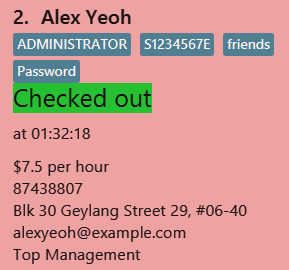 2. Alex Yeoh
ADMINISTRATOR S1234567E friends
Password
Checked out
at 01:32:18
$7.5 per hour
87438807
Blk 30 Geylang Street 29, #06-40
alexyeoh@example.com
Top Management